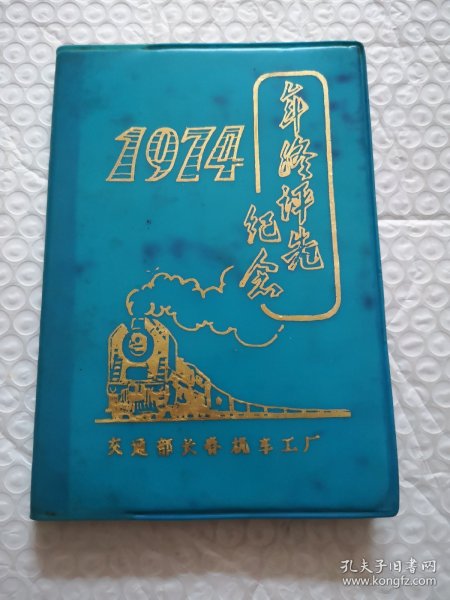 1974
年终评先
纪念
交通部长春机车工厂
孔夫子旧书网
www.kongfz.com